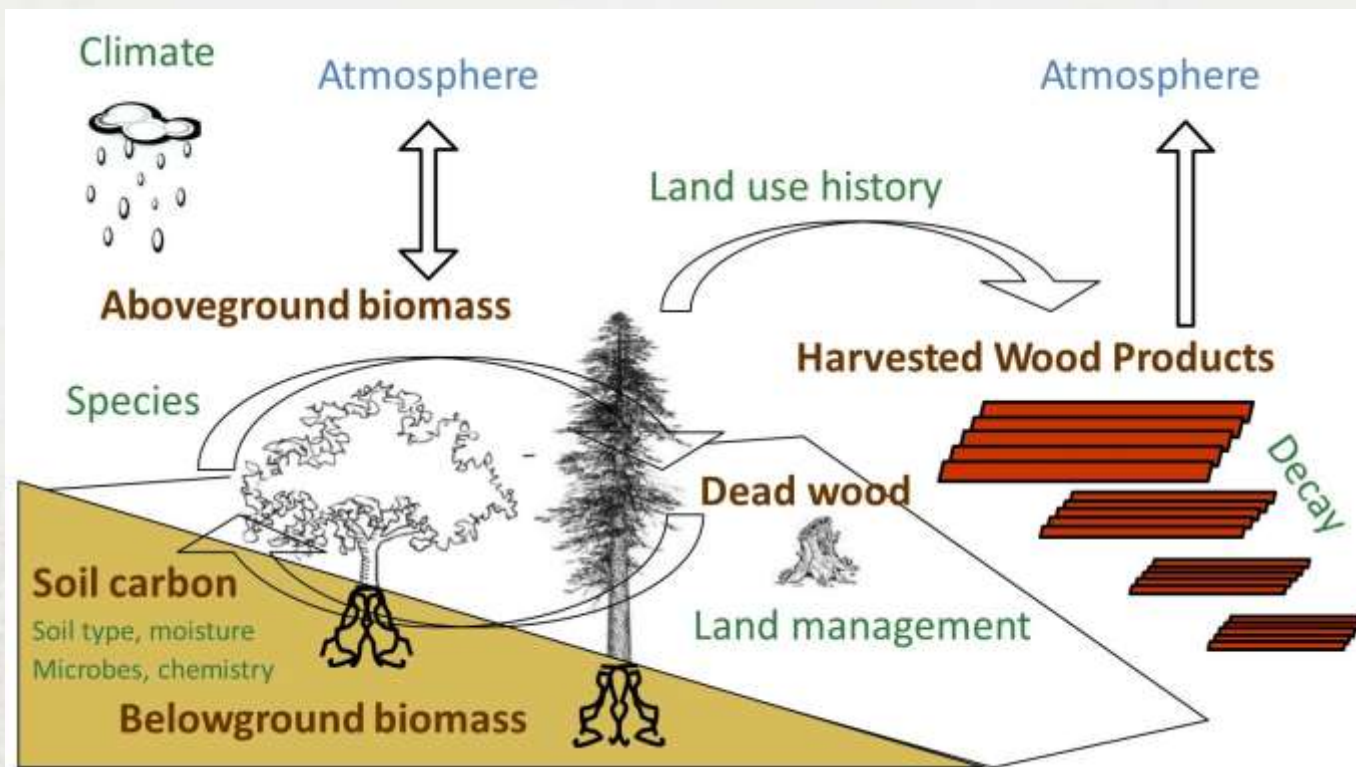 Climate
Atmosphere
Atmosphere
Land use history
Aboveground biomass
Harvested Wood Products
Species
Dead wood
Decay
Soil carbon
Soil type, moisture
Microbes, chemistry
Land management
Belowground biomass